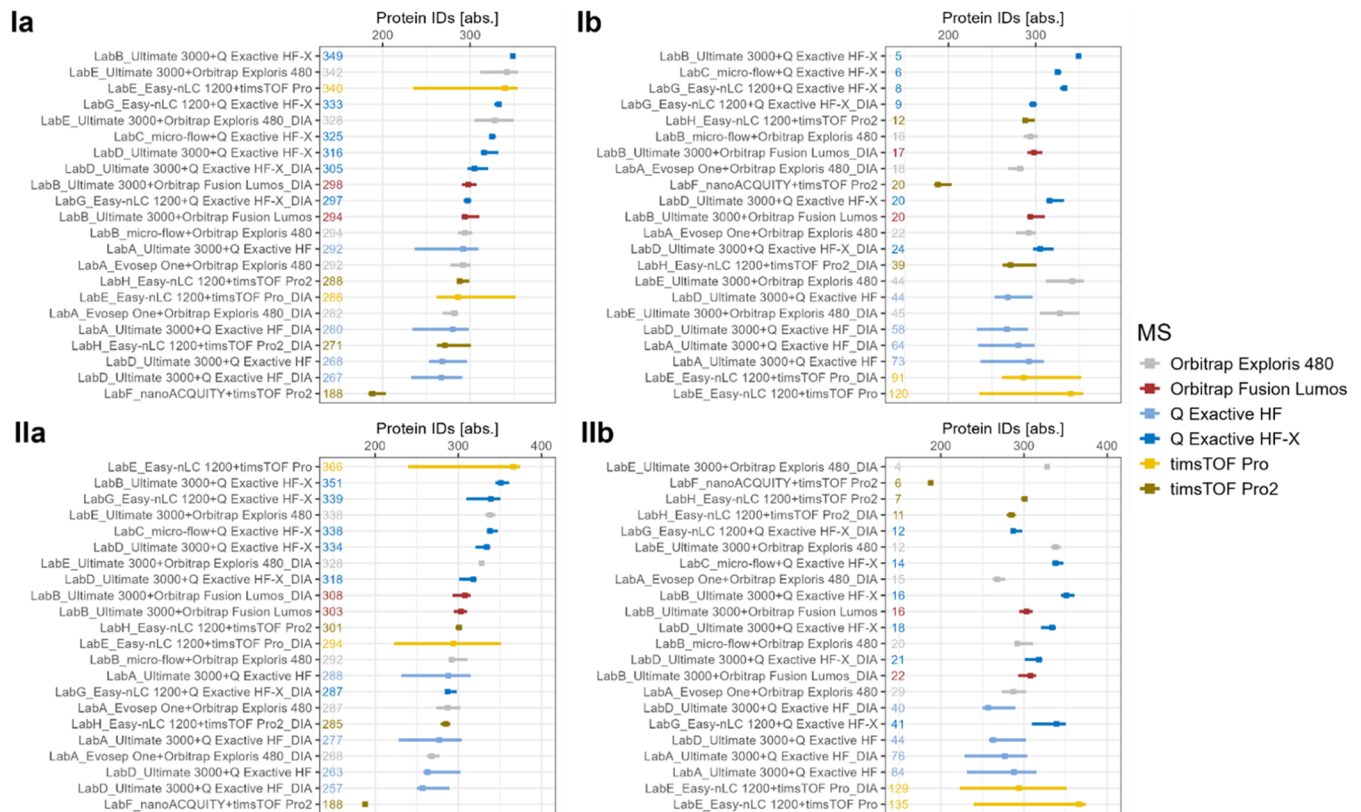 Ia
Protein IDs [abs.]
200 300
LabB_Ultimate 3000+Q Exactive HF-X 349
LabE_Ultimate 3000+Orbitrap Exploris 480 342
LabE_Easy-nLC 1200+timsTOF Pro 340
LabG_Easy-nLC 1200+Q Exactive HF-X 333
LabE_Ultimate 3000+Orbitrap Exploris 480_DIA 328
LabC_micro-flow+Q Exactive HF-X 325
LabD_Ultimate 3000+Q Exactive HF-X 316
LabD_Ultimate 3000+Q Exactive HF-X_DIA 305
LabB_Ultimate 3000+Orbitrap Fusion Lumos_DIA 298
LabG_Easy-nLC 1200+Q Exactive HF-X_DIA 297
LabB_Ultimate 3000+Orbitrap Fusion Lumos 294
LabB_micro-flow+Orbitrap Exploris 480 294
LabA_Ultimate 3000+Q Exactive HF 292
LabA_Evosep One+Orbitrap Exploris 480 292
LabH_Easy-nLC 1200+timsTOF Pro2 288
LabE_Easy-nLC 1200+timsTOF Pro_DIA 286
LabA_Evosep One+Orbitrap Exploris 480_DIA 282
LabA_Ultimate 3000+Q Exactive HF_DIA 280
LabH_Easy-nLC 1200+timsTOF Pro2_DIA 271
LabD_Ultimate 3000+Q Exactive HF 268
LabD_Ultimate 3000+Q Exactive HF_DIA 267
LabF_nanoACQUITY+timsTOF Pro2 188
Ib
Protein IDs [abs.]
200 300
LabB_Ultimate 3000+Q Exactive HF-X 5
LabC_micro-flow+Q Exactive HF-X 6
LabG_Easy-nLC 1200+Q Exactive HF-X 8
LabG_Easy-nLC 1200+Q Exactive HF-X_DIA 9
LabH_Easy-nLC 1200+timsTOF Pro2 12
LabB_micro-flow+Orbitrap Exploris 480 16
LabB_Ultimate 3000+Orbitrap Fusion Lumos_DIA 17
LabA_Evosep One+Orbitrap Exploris 480_DIA 18
LabF_nanoACQUITY+timsTOF Pro2 20
LabD_Ultimate 3000+Q Exactive HF-X 20
LabB_Ultimate 3000+Orbitrap Fusion Lumos 20
LabA_Evosep One+Orbitrap Exploris 480 22
LabD_Ultimate 3000+Q Exactive HF-X_DIA 24
LabH_Easy-nLC 1200+timsTOF Pro2_DIA 39
LabE_Ultimate 3000+Orbitrap Exploris 480 44
LabD_Ultimate 3000+Q Exactive HF 44
LabE_Ultimate 3000+Orbitrap Exploris 480_DIA 45
LabD_Ultimate 3000+Q Exactive HF_DIA 58
LabA_Ultimate 3000+Q Exactive HF_DIA 64
LabA_Ultimate 3000+Q Exactive HF 73
LabE_Easy-nLC 1200+timsTOF Pro_DIA 91
LabE_Easy-nLC 1200+timsTOF Pro 120
IIa
Protein IDs [abs.]
200 300 400
LabE_Easy-nLC 1200+timsTOF Pro 366
LabB_Ultimate 3000+Q Exactive HF-X 351
LabG_Easy-nLC 1200+Q Exactive HF-X 339
LabE_Ultimate 3000+Orbitrap Exploris 480 338
LabC_micro-flow+Q Exactive HF-X 338
LabD_Ultimate 3000+Q Exactive HF-X 334
LabE_Ultimate 3000+Orbitrap Exploris 480_DIA 328
LabD_Ultimate 3000+Q Exactive HF-X_DIA 318
LabB_Ultimate 3000+Orbitrap Fusion Lumos_DIA 308
LabB_Ultimate 3000+Orbitrap Fusion Lumos 303
LabH_Easy-nLC 1200+timsTOF Pro2 301
LabE_Easy-nLC 1200+timsTOF Pro_DIA 294
LabB_micro-flow+Orbitrap Exploris 480 292
LabA_Ultimate 3000+Q Exactive HF 288
LabG_Easy-nLC 1200+Q Exactive HF-X_DIA 287
LabA_Evosep One+Orbitrap Exploris 480 287
LabH_Easy-nLC 1200+timsTOF Pro2_DIA 285
LabA_Ultimate 3000+Q Exactive HF_DIA 277
LabA_Evosep One+Orbitrap Exploris 480_DIA 268
LabD_Ultimate 3000+Q Exactive HF 263
LabD_Ultimate 3000+Q Exactive HF_DIA 257
LabF_nanoACQUITY+timsTOF Pro2 188
IIb
Protein IDs [abs.]
200 300 400
LabE_Ultimate 3000+Orbitrap Exploris 480_DIA 4
LabF_nanoACQUITY+timsTOF Pro2 6
LabH_Easy-nLC 1200+timsTOF Pro2 7
LabH_Easy-nLC 1200+timsTOF Pro2_DIA 11
LabG_Easy-nLC 1200+Q Exactive HF-X_DIA 12
LabE_Ultimate 3000+Orbitrap Exploris 480 12
LabC_micro-flow+Q Exactive HF-X 14
LabA_Evosep One+Orbitrap Exploris 480_DIA 15
LabB_Ultimate 3000+Q Exactive HF-X 16
LabB_Ultimate 3000+Orbitrap Fusion Lumos 16
LabD_Ultimate 3000+Q Exactive HF-X 18
LabB_micro-flow+Orbitrap Exploris 480 20
LabD_Ultimate 3000+Q Exactive HF-X_DIA 21
LabB_Ultimate 3000+Orbitrap Fusion Lumos_DIA 22
LabA_Evosep One+Orbitrap Exploris 480 29
LabD_Ultimate 3000+Q Exactive HF_DIA 40
LabG_Easy-nLC 1200+Q Exactive HF-X 41
LabD_Ultimate 3000+Q Exactive HF 44
LabA_Ultimate 3000+Q Exactive HF_DIA 76
LabA_Ultimate 3000+Q Exactive HF 84
LabE_Easy-nLC 1200+timsTOF Pro_DIA 129
LabE_Easy-nLC 1200+timsTOF Pro 135
MS
Orbitrap Exploris 480
Orbitrap Fusion Lumos
Q Exactive HF
Q Exactive HF-X
timsTOF Pro
timsTOF Pro2